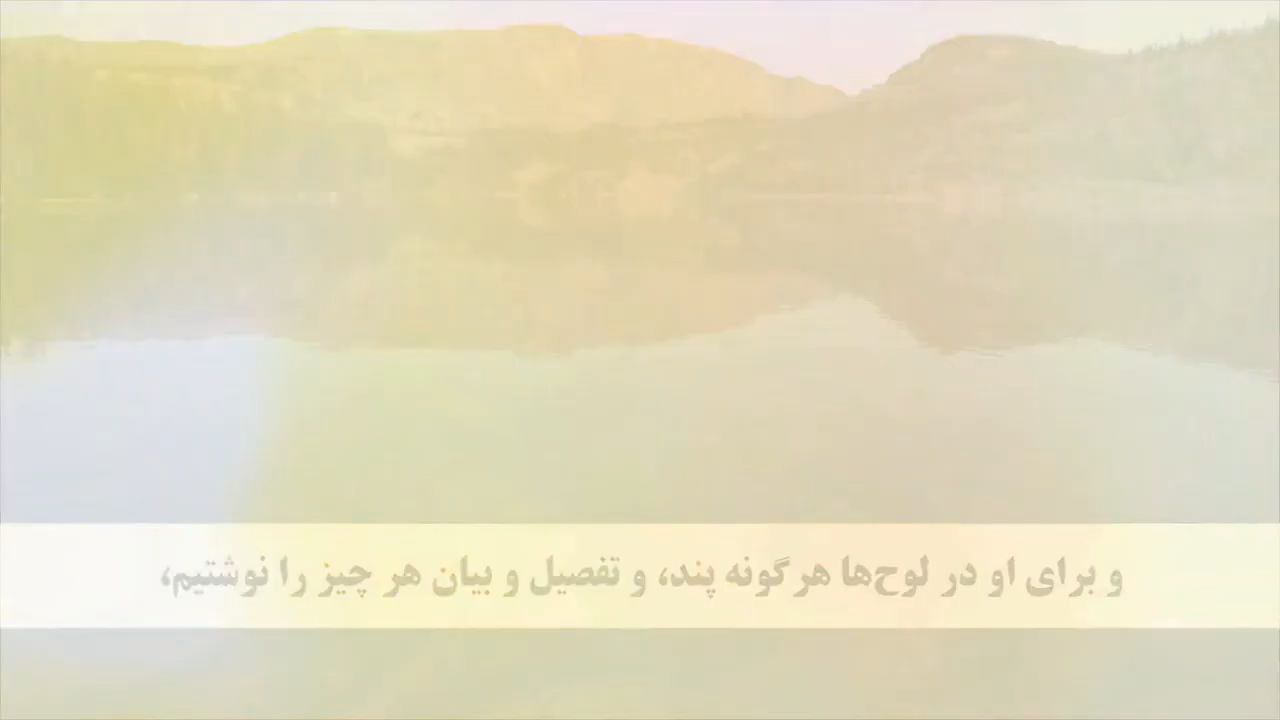 و برای او در لوح‌ها هرگونه پند، و تفصیل و بیان هر چیز را نوشتیم،